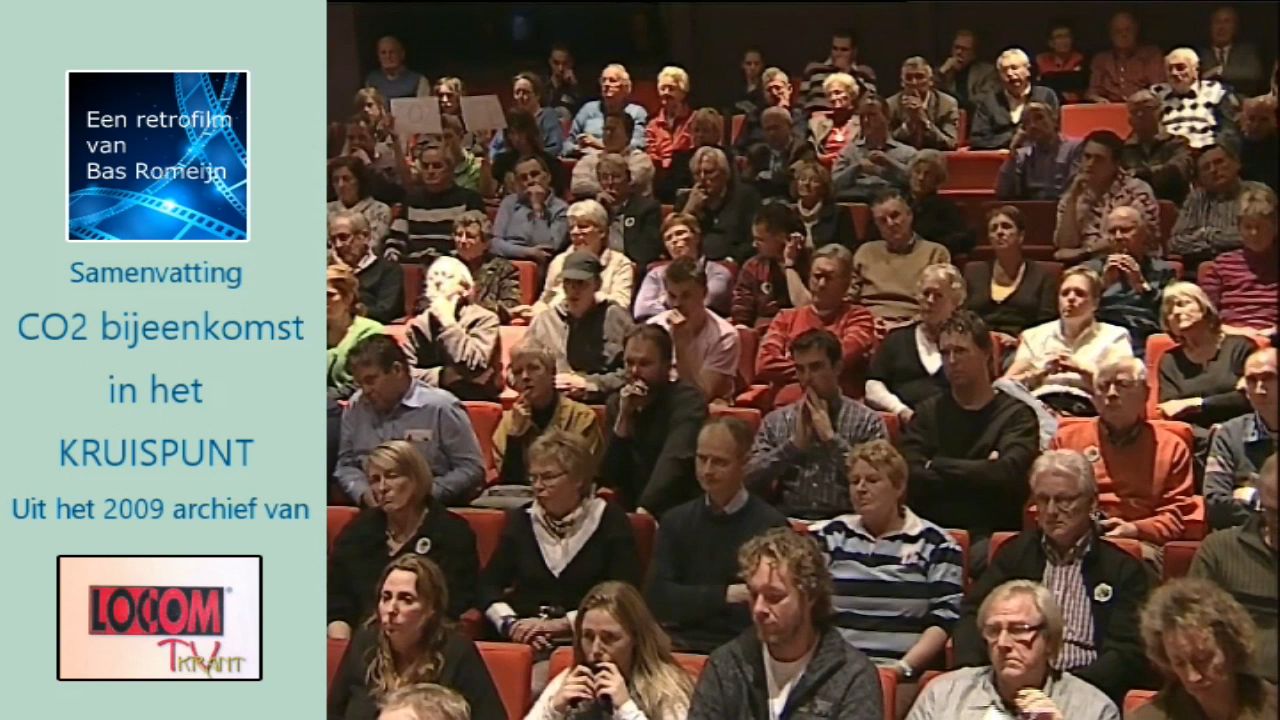 Een retrofilm
van
Bas Romeijn
Samenvatting
CO2 bijeenkomst
in het
KRUISPUNT
Uit het 2009 archief van
LOCOM
TV KRANT